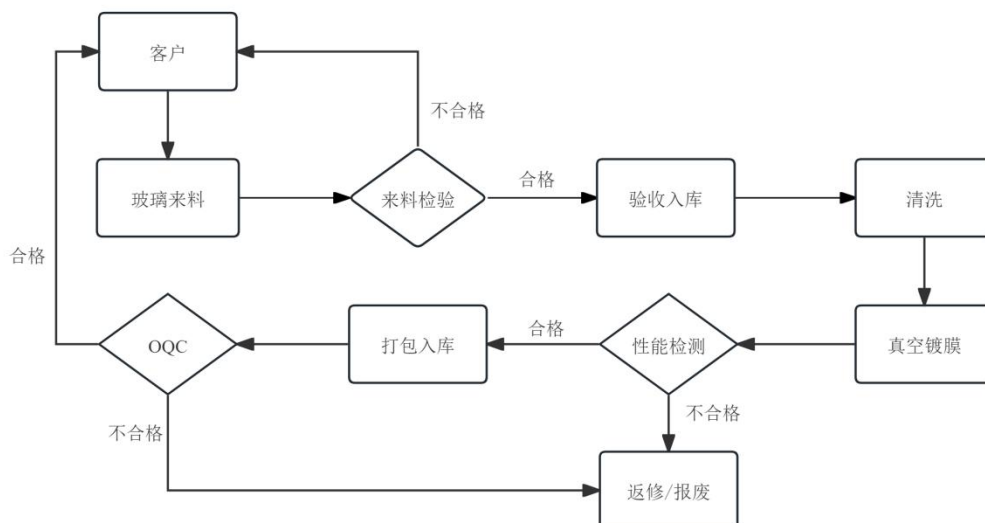 客户
不合格
玻璃来料
来料检验
合格
验收入库
清洗
合格
OQC
打包入库
合格
性能检测
真空镀膜
不合格
不合格
返修/报废